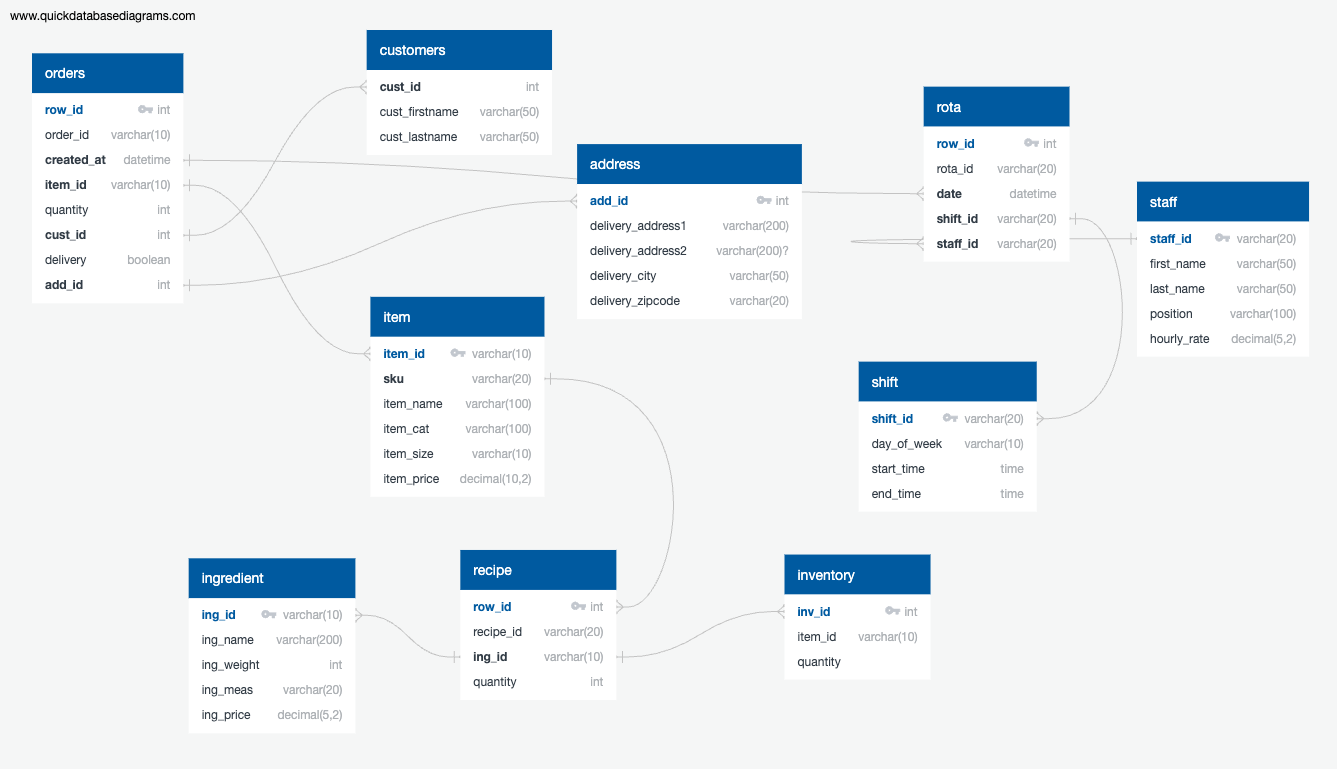 www.quickdatabasediagrams.com
orders
row_id int
order_id varchar(10)
created_at datetime
item_id varchar(10)
quantity int
cust_id int
delivery boolean
add_id int
customers
cust_id int
cust_firstname varchar(50)
cust_lastname varchar(50)
address
add_id int
delivery_address1 varchar(200)
delivery_address2 varchar(200)?
delivery_city varchar(50)
delivery_zipcode varchar(20)
rota
row_id int
rota_id varchar(20)
date datetime
shift_id varchar(20)
staff_id varchar(20)
staff
staff_id varchar(20)
first_name varchar(50)
last_name varchar(50)
position varchar(100)
hourly_rate decimal(5,2)
item
item_id varchar(10)
sku varchar(20)
item_name varchar(100)
item_cat varchar(100)
item_size varchar(10)
item_price decimal(10,2)
shift
shift_id varchar(20)
day_of_week varchar(10)
start_time time
end_time time
ingredient
ing_id varchar(10)
ing_name varchar(200)
ing_weight int
ing_meas varchar(20)
ing_price decimal(5,2)
recipe
row_id int
recipe_id varchar(20)
ing_id varchar(10)
quantity int
inventory
inv_id int
item_id varchar(10)
quantity